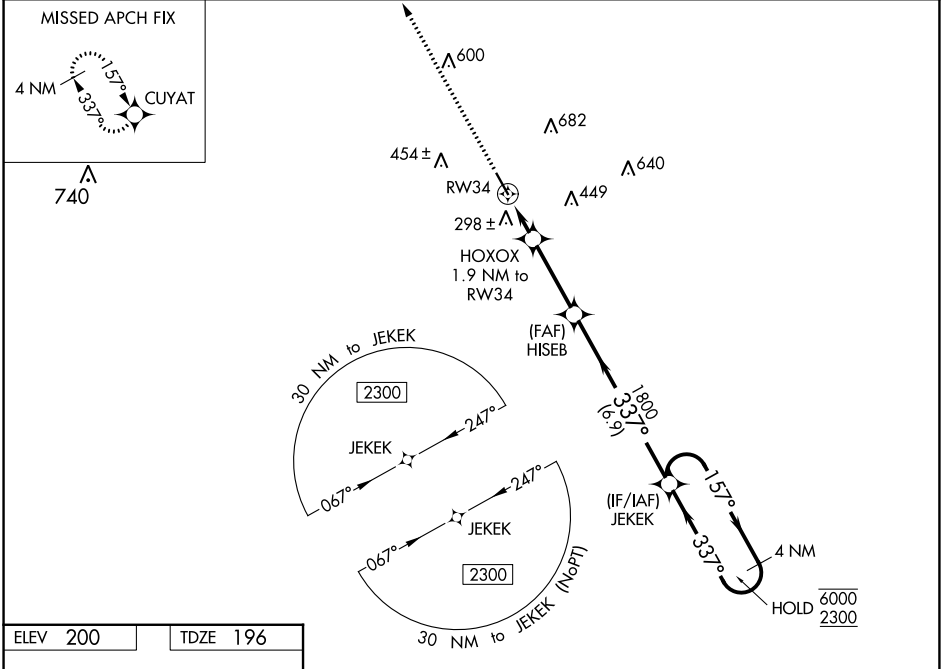 MISSED APCH FIX
4 NM
157°
337°
CUYAT
740
600
682
454 ±
640
RW34
449
298 ±
HOXOX
1.9 NM to
RW34
(FAF)
HISEB
30 NM to JEKEK
2300
247°
JEKEK
067°
1800
337°
(6.9)
(IF/IAF)
JEKEK
157°
337°
4 NM
HOLD 6000
2300
247°
JEKEK
067°
2300
30 NM to JEKEK (NoPT)
ELEV 200
TDZE 196